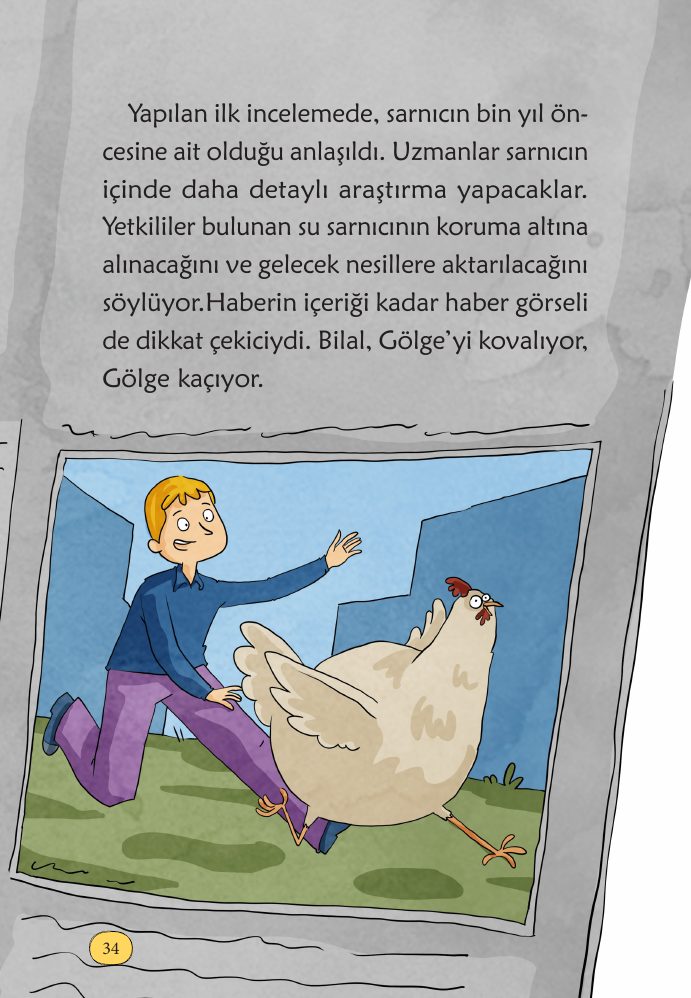 Yapılan ilk incelemede, sarnıcın bin yıl ön-
cesine ait olduğu anlaşıldı. Uzmanlar sarnıcın
içinde daha detaylı araştırma yapacaklar.
Yetkililer bulunan su sarnıcının koruma altına
alınacağını ve gelecek nesillere aktarılacağını
söylüyor.Haberin içeriği kadar haber görseli
de dikkat çekiciydi. Bilal, Gölge’yi kovalıyor,
Gölge kaçıyor.
34